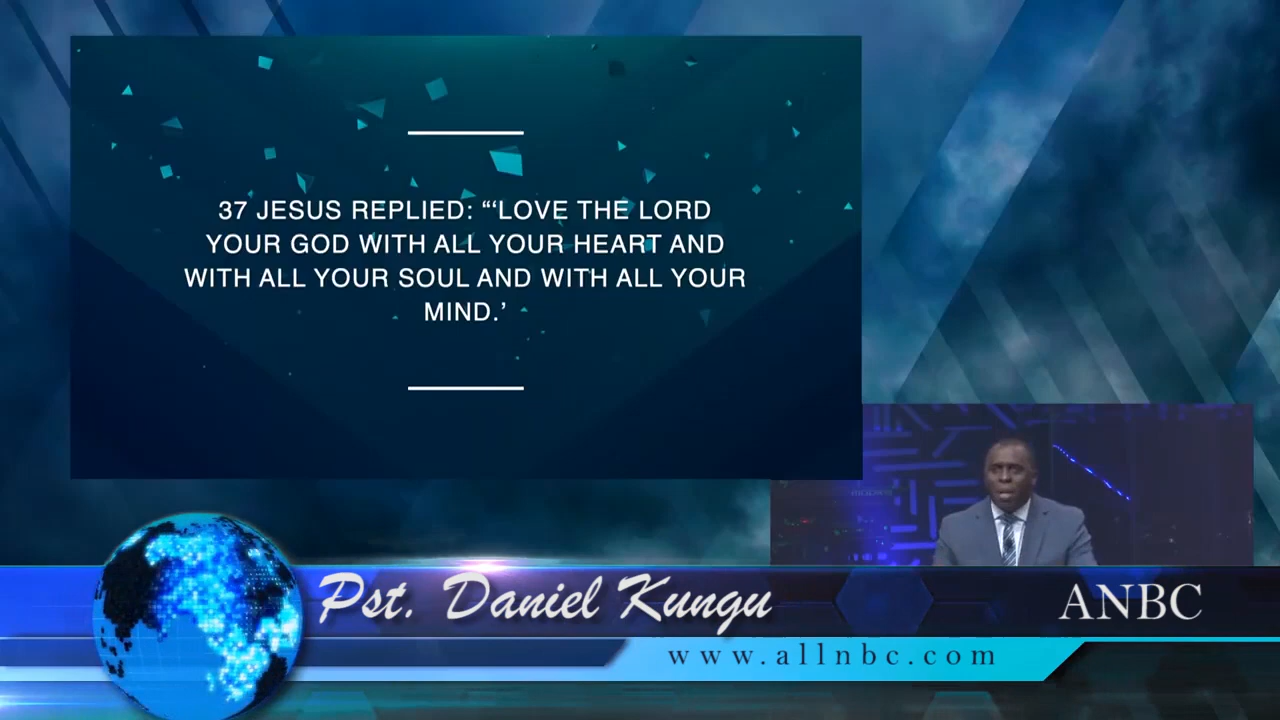 37 JESUS REPLIED: “‘LOVE THE LORD
YOUR GOD WITH ALL YOUR HEART AND
WITH ALL YOUR SOUL AND WITH ALL YOUR
MIND.’
Pst. Daniel Kungu
ANBC
www.allnbc.com